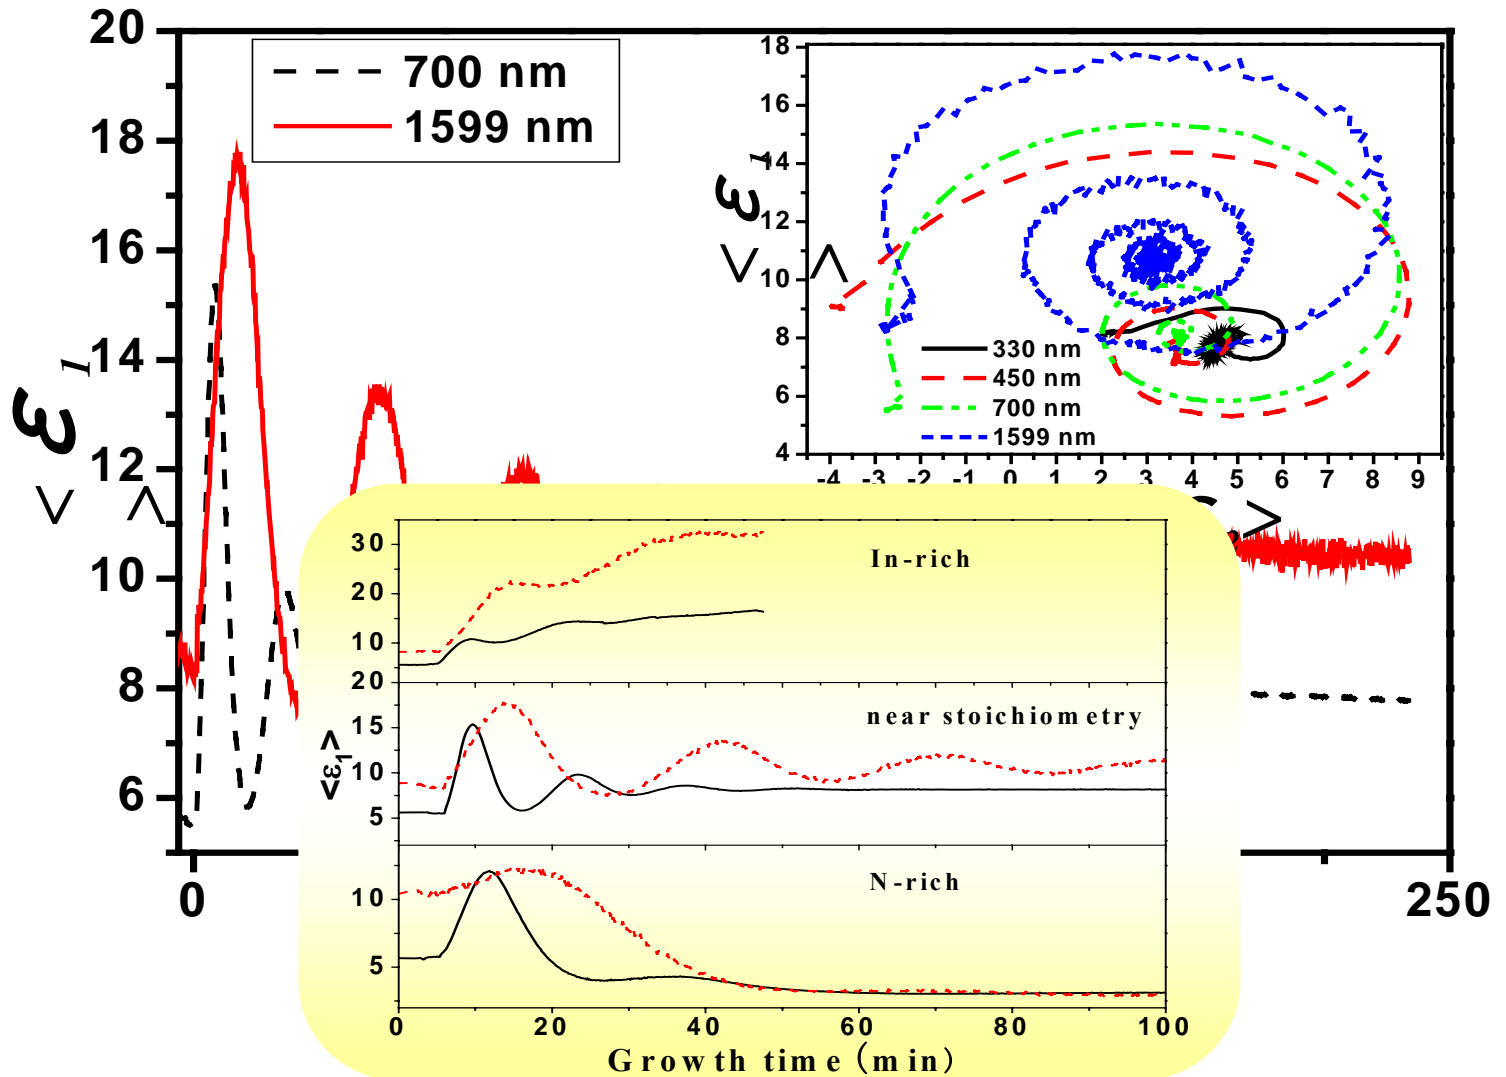 20
18
16
14
12
10
8
6
0
250
< ε1 >
700 nm
1599 nm
18
16
14
12
10
8
6
4
-4 -3 -2 -1 0 1 2 3 4 5 6 7 8 9
< ε1 >
330 nm
450 nm
700 nm
1599 nm
>
In-rich
30
20
10
near stoichiometry
20
15
10
5
<ε1>
N-rich
10
5
0 20 40 60 80 100
Growth time (min)